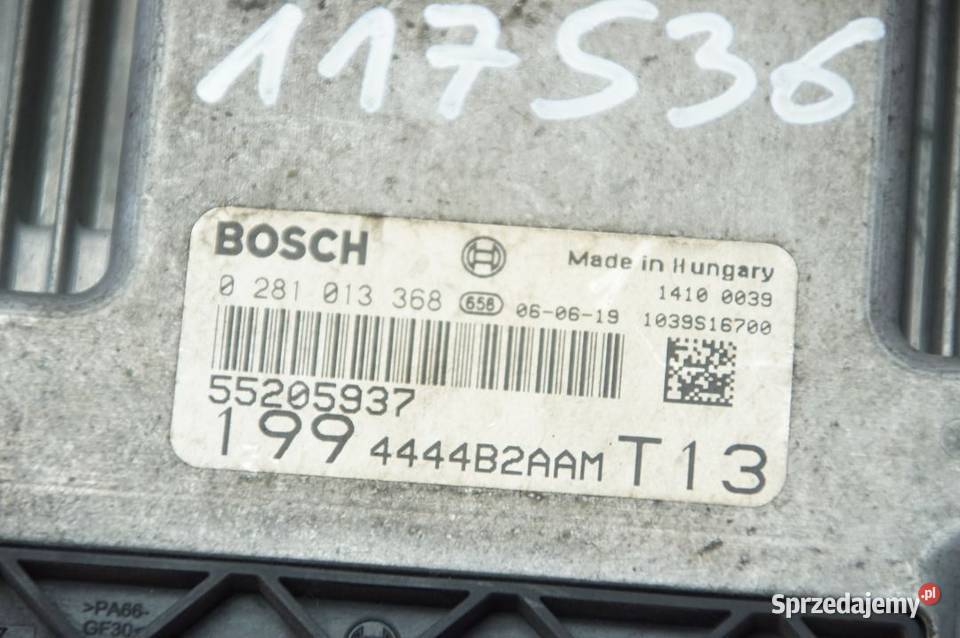 117536
BOSCH
Made in Hungary
0 281 013 368 656 06-06-19
1410 0039
1039S16700
55205937
199 4444B2AAM T13
>PA66-
GF30<
Sprzedajemy.pl